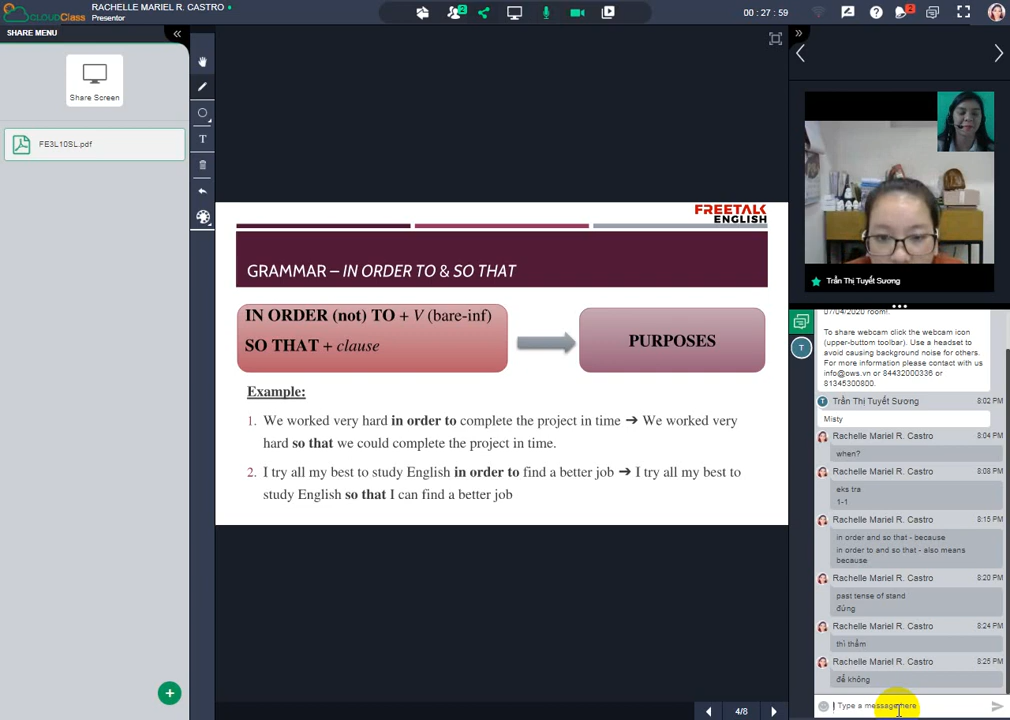 CLOUDCLASS
RACHELLE MARIEL R. CASTRO
Presentor
00 : 27 : 59
2
2
SHARE MENU
Share Screen
FE3L10SL.pdf
T
FREETALK
ENGLISH
GRAMMAR – IN ORDER TO & SO THAT
IN ORDER (not) TO + V (bare-inf)
SO THAT + clause
PURPOSES
Example:
1. We worked very hard in order to complete the project in time ➔ We worked very
hard so that we could complete the project in time.
2. I try all my best to study English in order to find a better job ➔ I try all my best to
study English so that I can find a better job
4/8
Trần Thị Tuyết Sương
07/04/2020 room!
To share webcam click the webcam icon
(upper-buttom toolbar). Use a headset to
avoid causing background noise for others.
For more information please contact with us
info@ows.vn or 84432000336 or
81345300800.
T
T Trần Thị Tuyết Sương 8:02 PM
Misty
Rachelle Mariel R. Castro 8:04 PM
when?
Rachelle Mariel R. Castro 8:08 PM
eks tra
1-1
Rachelle Mariel R. Castro 8:15 PM
in order and so that - because
in order to and so that - also means
because
Rachelle Mariel R. Castro 8:20 PM
past tense of stand
đứng
Rachelle Mariel R. Castro 8:24 PM
thì thầm
Rachelle Mariel R. Castro 8:25 PM
để không
Type a message here